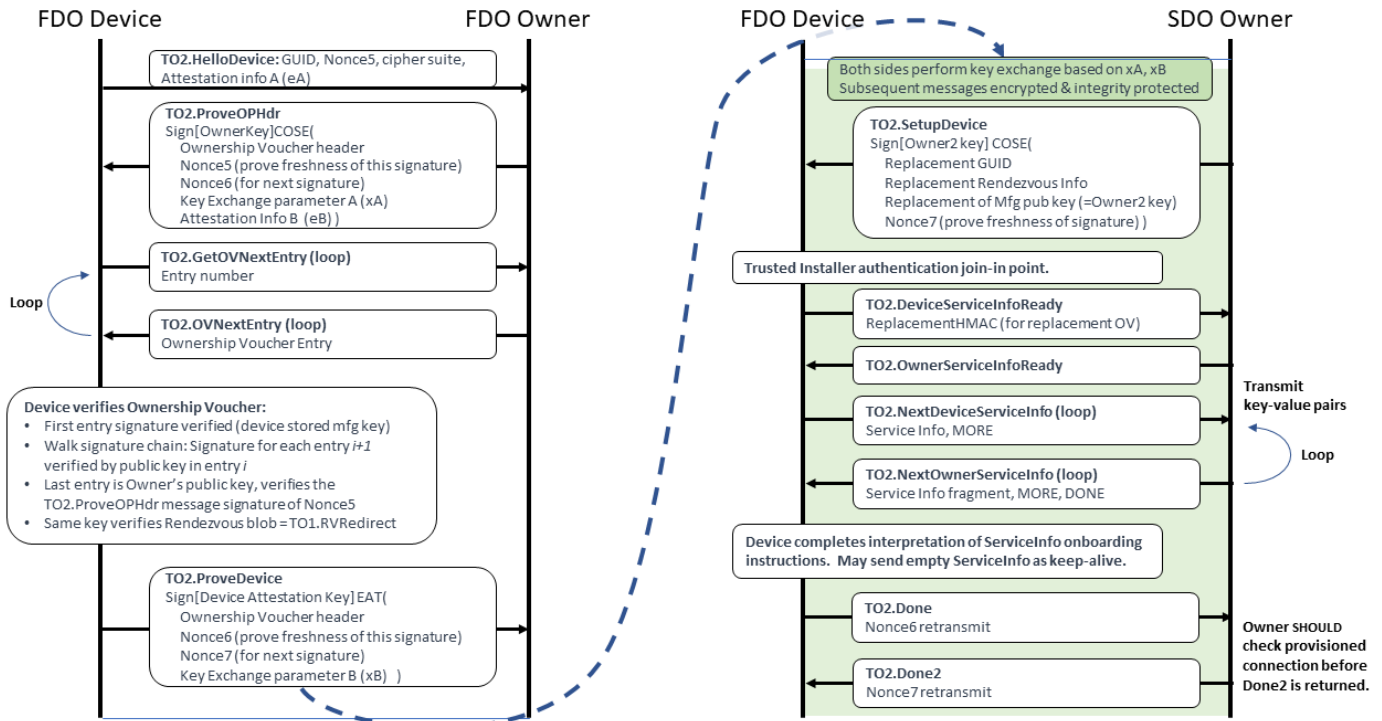 FDO Device
FDO Owner
TO2.HelloDevice: GUID, Nonce5, cipher suite,
Attestation info A (eA)
TO2.ProveOPHdr
Sign[OwnerKey]COSE(
Ownership Voucher header
Nonce5 (prove freshness of this signature)
Nonce6 (for next signature)
Key Exchange parameter A (xA)
Attestation Info B (eB) )
TO2.GetOVNextEntry (loop)
Entry number
Loop
TO2.OVNextEntry (loop)
Ownership Voucher Entry
Device verifies Ownership Voucher:
• First entry signature verified (device stored mfg key)
• Walk signature chain: Signature for each entry i+1
verified by public key in entry i
• Last entry is Owner's public key, verifies the
TO2.ProveOPHdr message signature of Nonce5
• Same key verifies Rendezvous blob = TO1.RVRedirect
TO2.ProveDevice
Sign[Device Attestation Key] EAT(
Ownership Voucher header
Nonce6 (prove freshness of this signature)
Nonce7 (for next signature)
Key Exchange parameter B (xB) )
FDO Device
SDO Owner
Both sides perform key exchange based on xA, xB
Subsequent messages encrypted & integrity protected
TO2.SetupDevice
Sign[Owner2 key] COSE(
Replacement GUID
Replacement Rendezvous Info
Replacement of Mfg pub key (=Owner2 key)
Nonce7 (prove freshness of signature) )
Trusted Installer authentication join-in point.
TO2.DeviceServiceInfoReady
ReplacementHMAC (for replacement OV)
TO2.OwnerServiceInfoReady
Transmit
key-value pairs
TO2.NextDeviceServiceInfo (loop)
Service Info, MORE
Loop
TO2.NextOwnerServiceInfo (loop)
Service Info fragment, MORE, DONE
Device completes interpretation of ServiceInfo onboarding
instructions. May send empty ServiceInfo as keep-alive.
TO2.Done
Nonce6 retransmit
Owner SHOULD
check provisioned
connection before
Done2 is returned.
TO2.Done2
Nonce7 retransmit